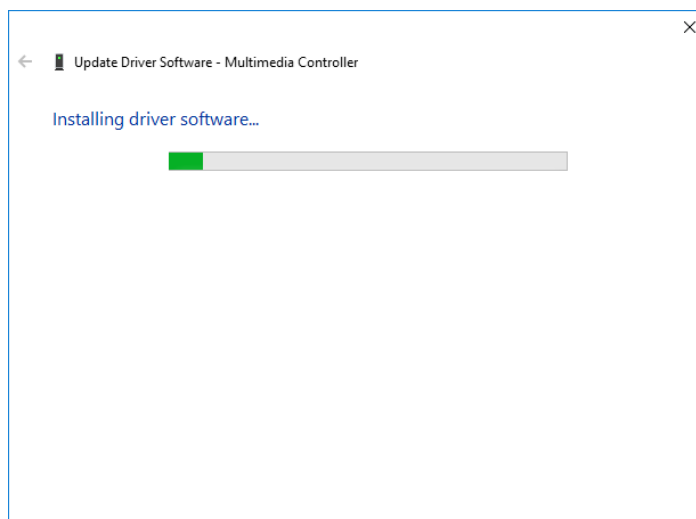 Update Driver Software - Multimedia Controller
Installing driver software...